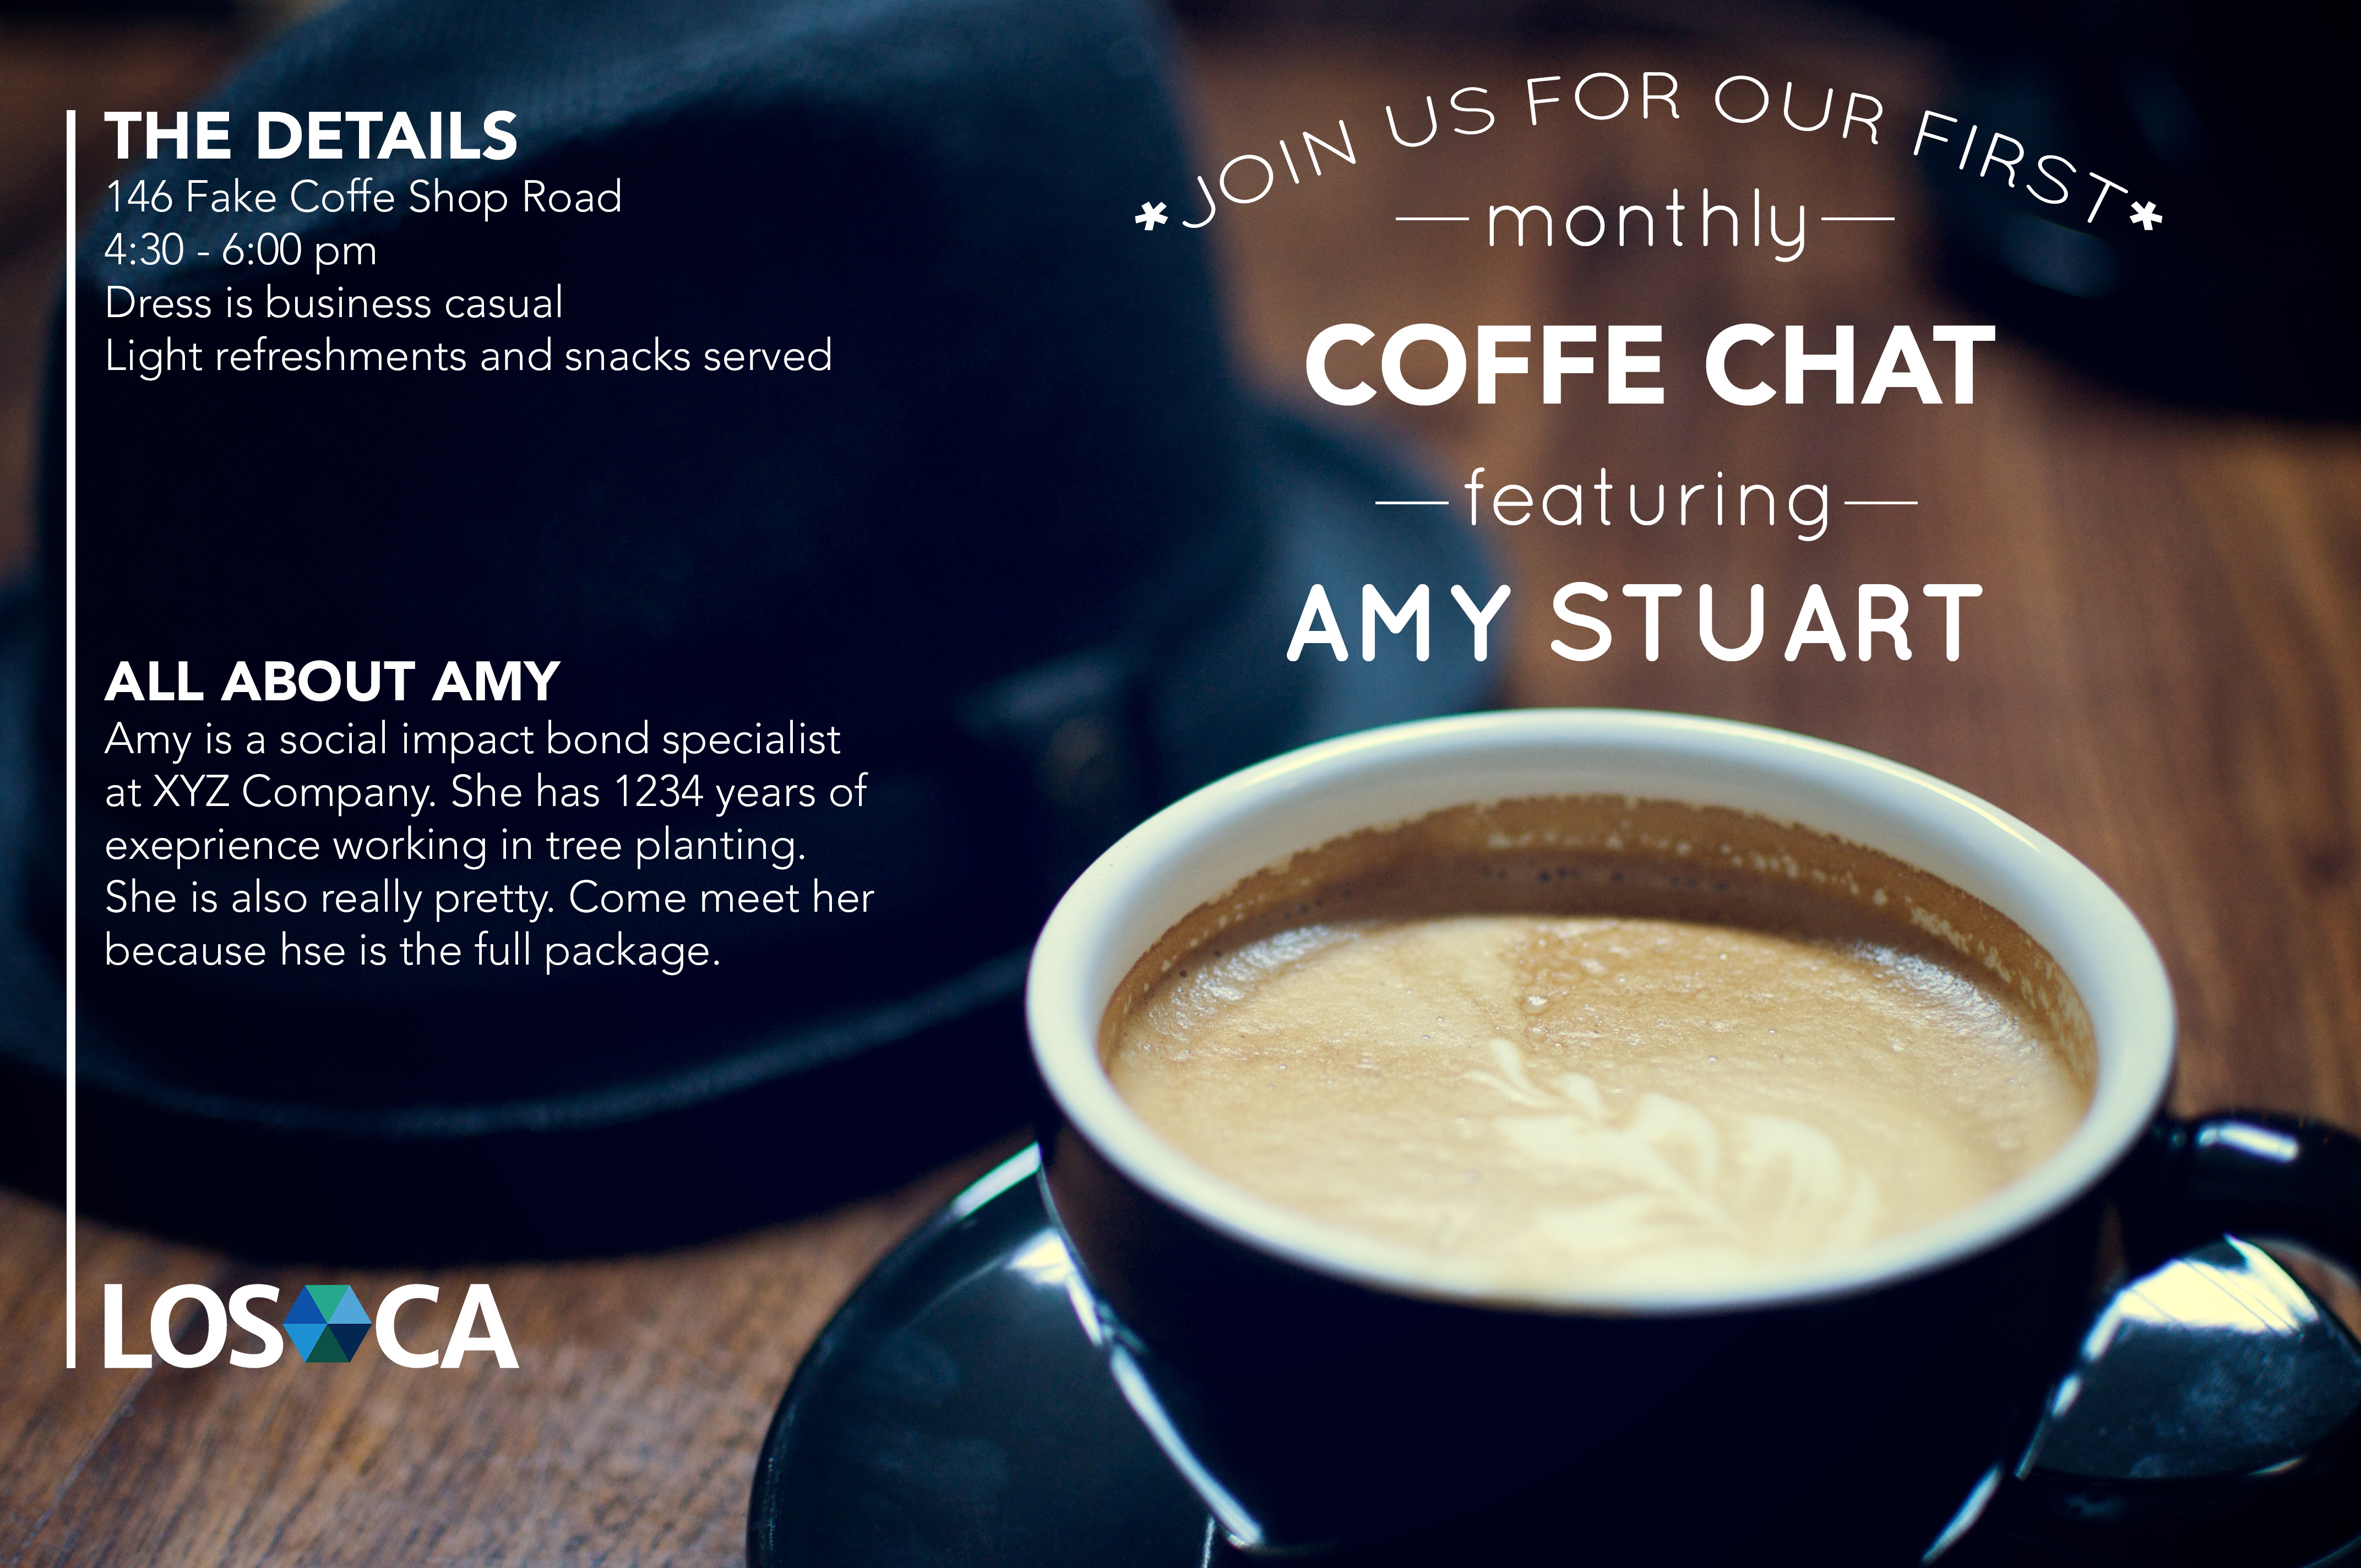 THE DETAILS
146 Fake Coffe Shop Road
4:30 - 6:00 pm
Dress is business casual
Light refreshments and snacks served
ALL ABOUT AMY
Amy is a social impact bond specialist
at XYZ Company. She has 1234 years of
exeprience working in tree planting.
She is also really pretty. Come meet her
because hse is the full package.
LOS CA
*JOIN US FOR OUR FIRST*
—monthly—
COFFE CHAT
—featuring—
AMY STUART